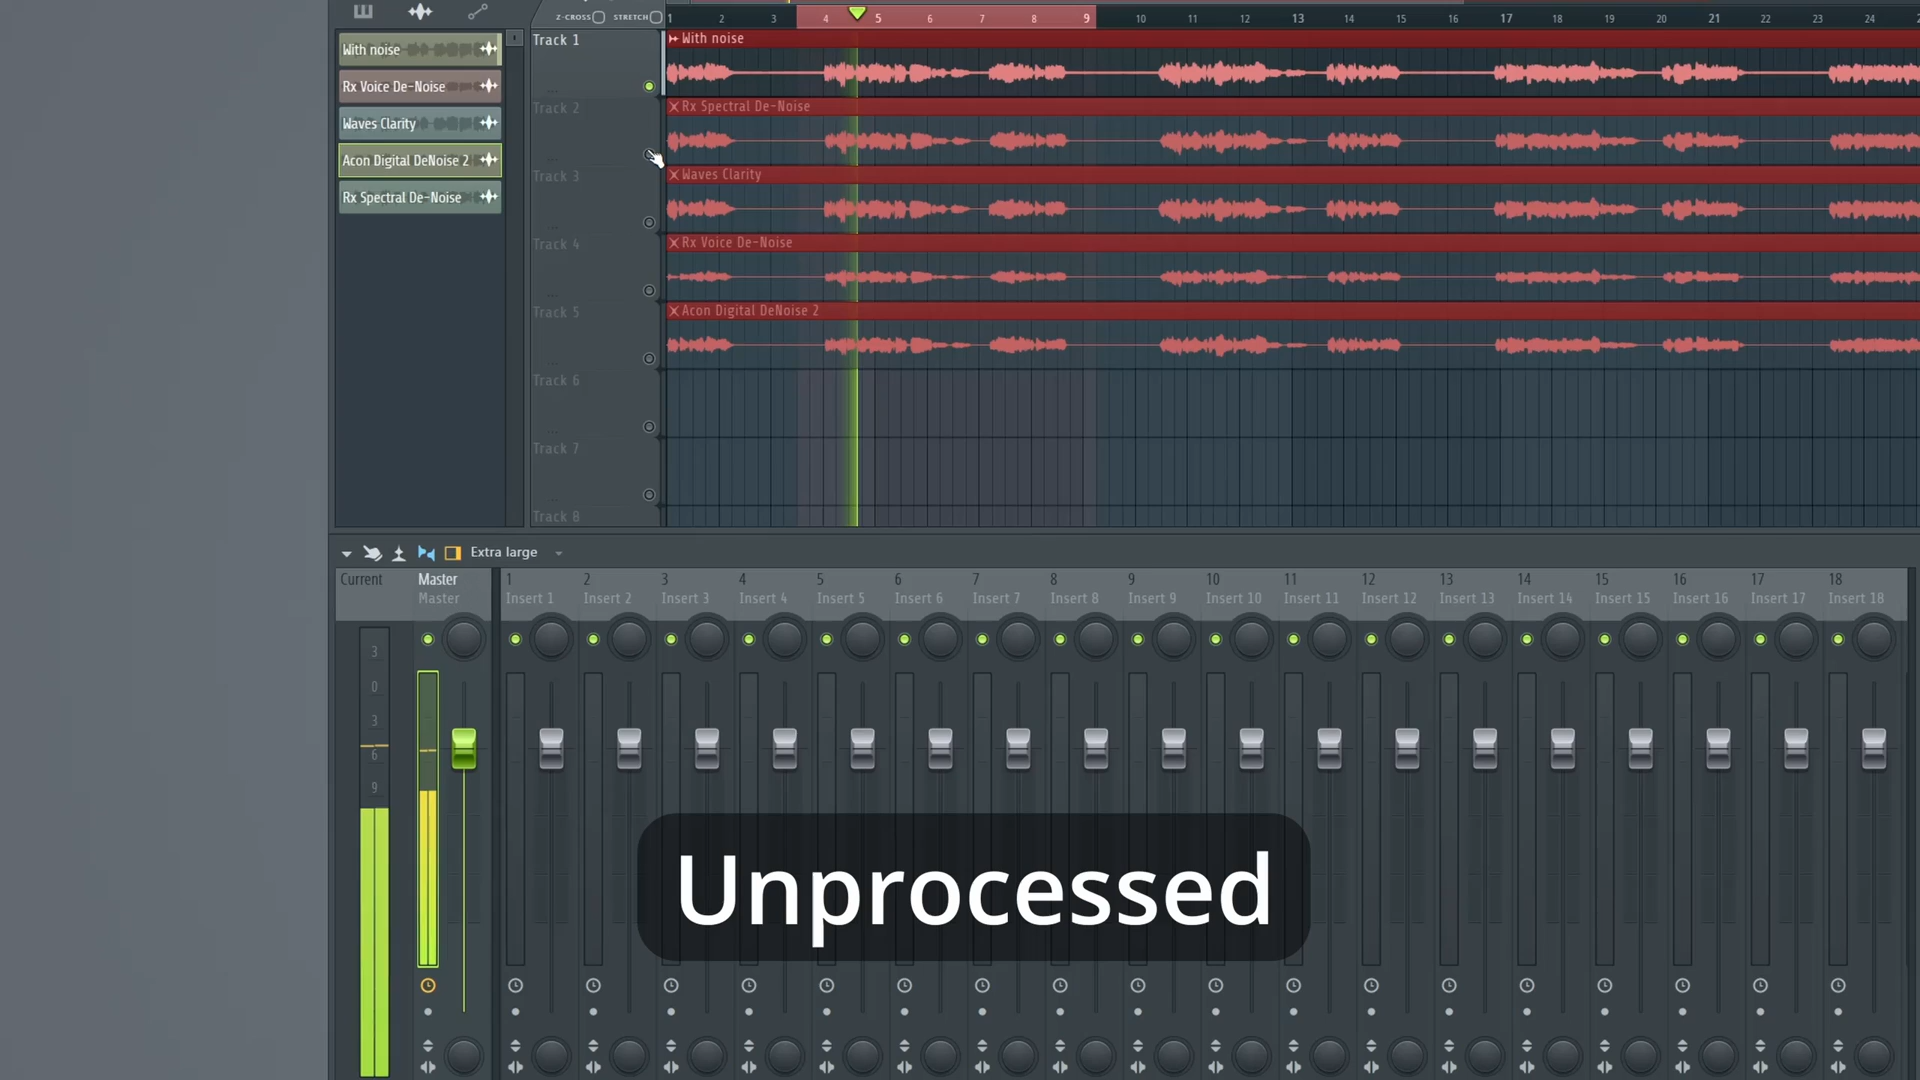 Z-CROSS STRETCH 1 2 3 4 5 6 7 8 9 10 11 12 13 14 15 16 17 18 19 20 21 22 23 24
With noise
Rx Voice De-Noise
Waves Clarity
Acon Digital DeNoise 2
Rx Spectral De-Noise
Track 1
Track 2
Track 3
Track 4
Track 5
Track 6
Track 7
Track 8
With noise
Rx Spectral De-Noise
Waves Clarity
Rx Voice De-Noise
Acon Digital DeNoise 2
Extra large
Current Master 1 2 3 4 5 6 7 8 9 10 11 12 13 14 15 16 17 18
Master Insert 1 Insert 2 Insert 3 Insert 4 Insert 5 Insert 6 Insert 7 Insert 8 Insert 9 Insert 10 Insert 11 Insert 12 Insert 13 Insert 14 Insert 15 Insert 16 Insert 17 Insert 18
3
0
3
6
9
Unprocessed